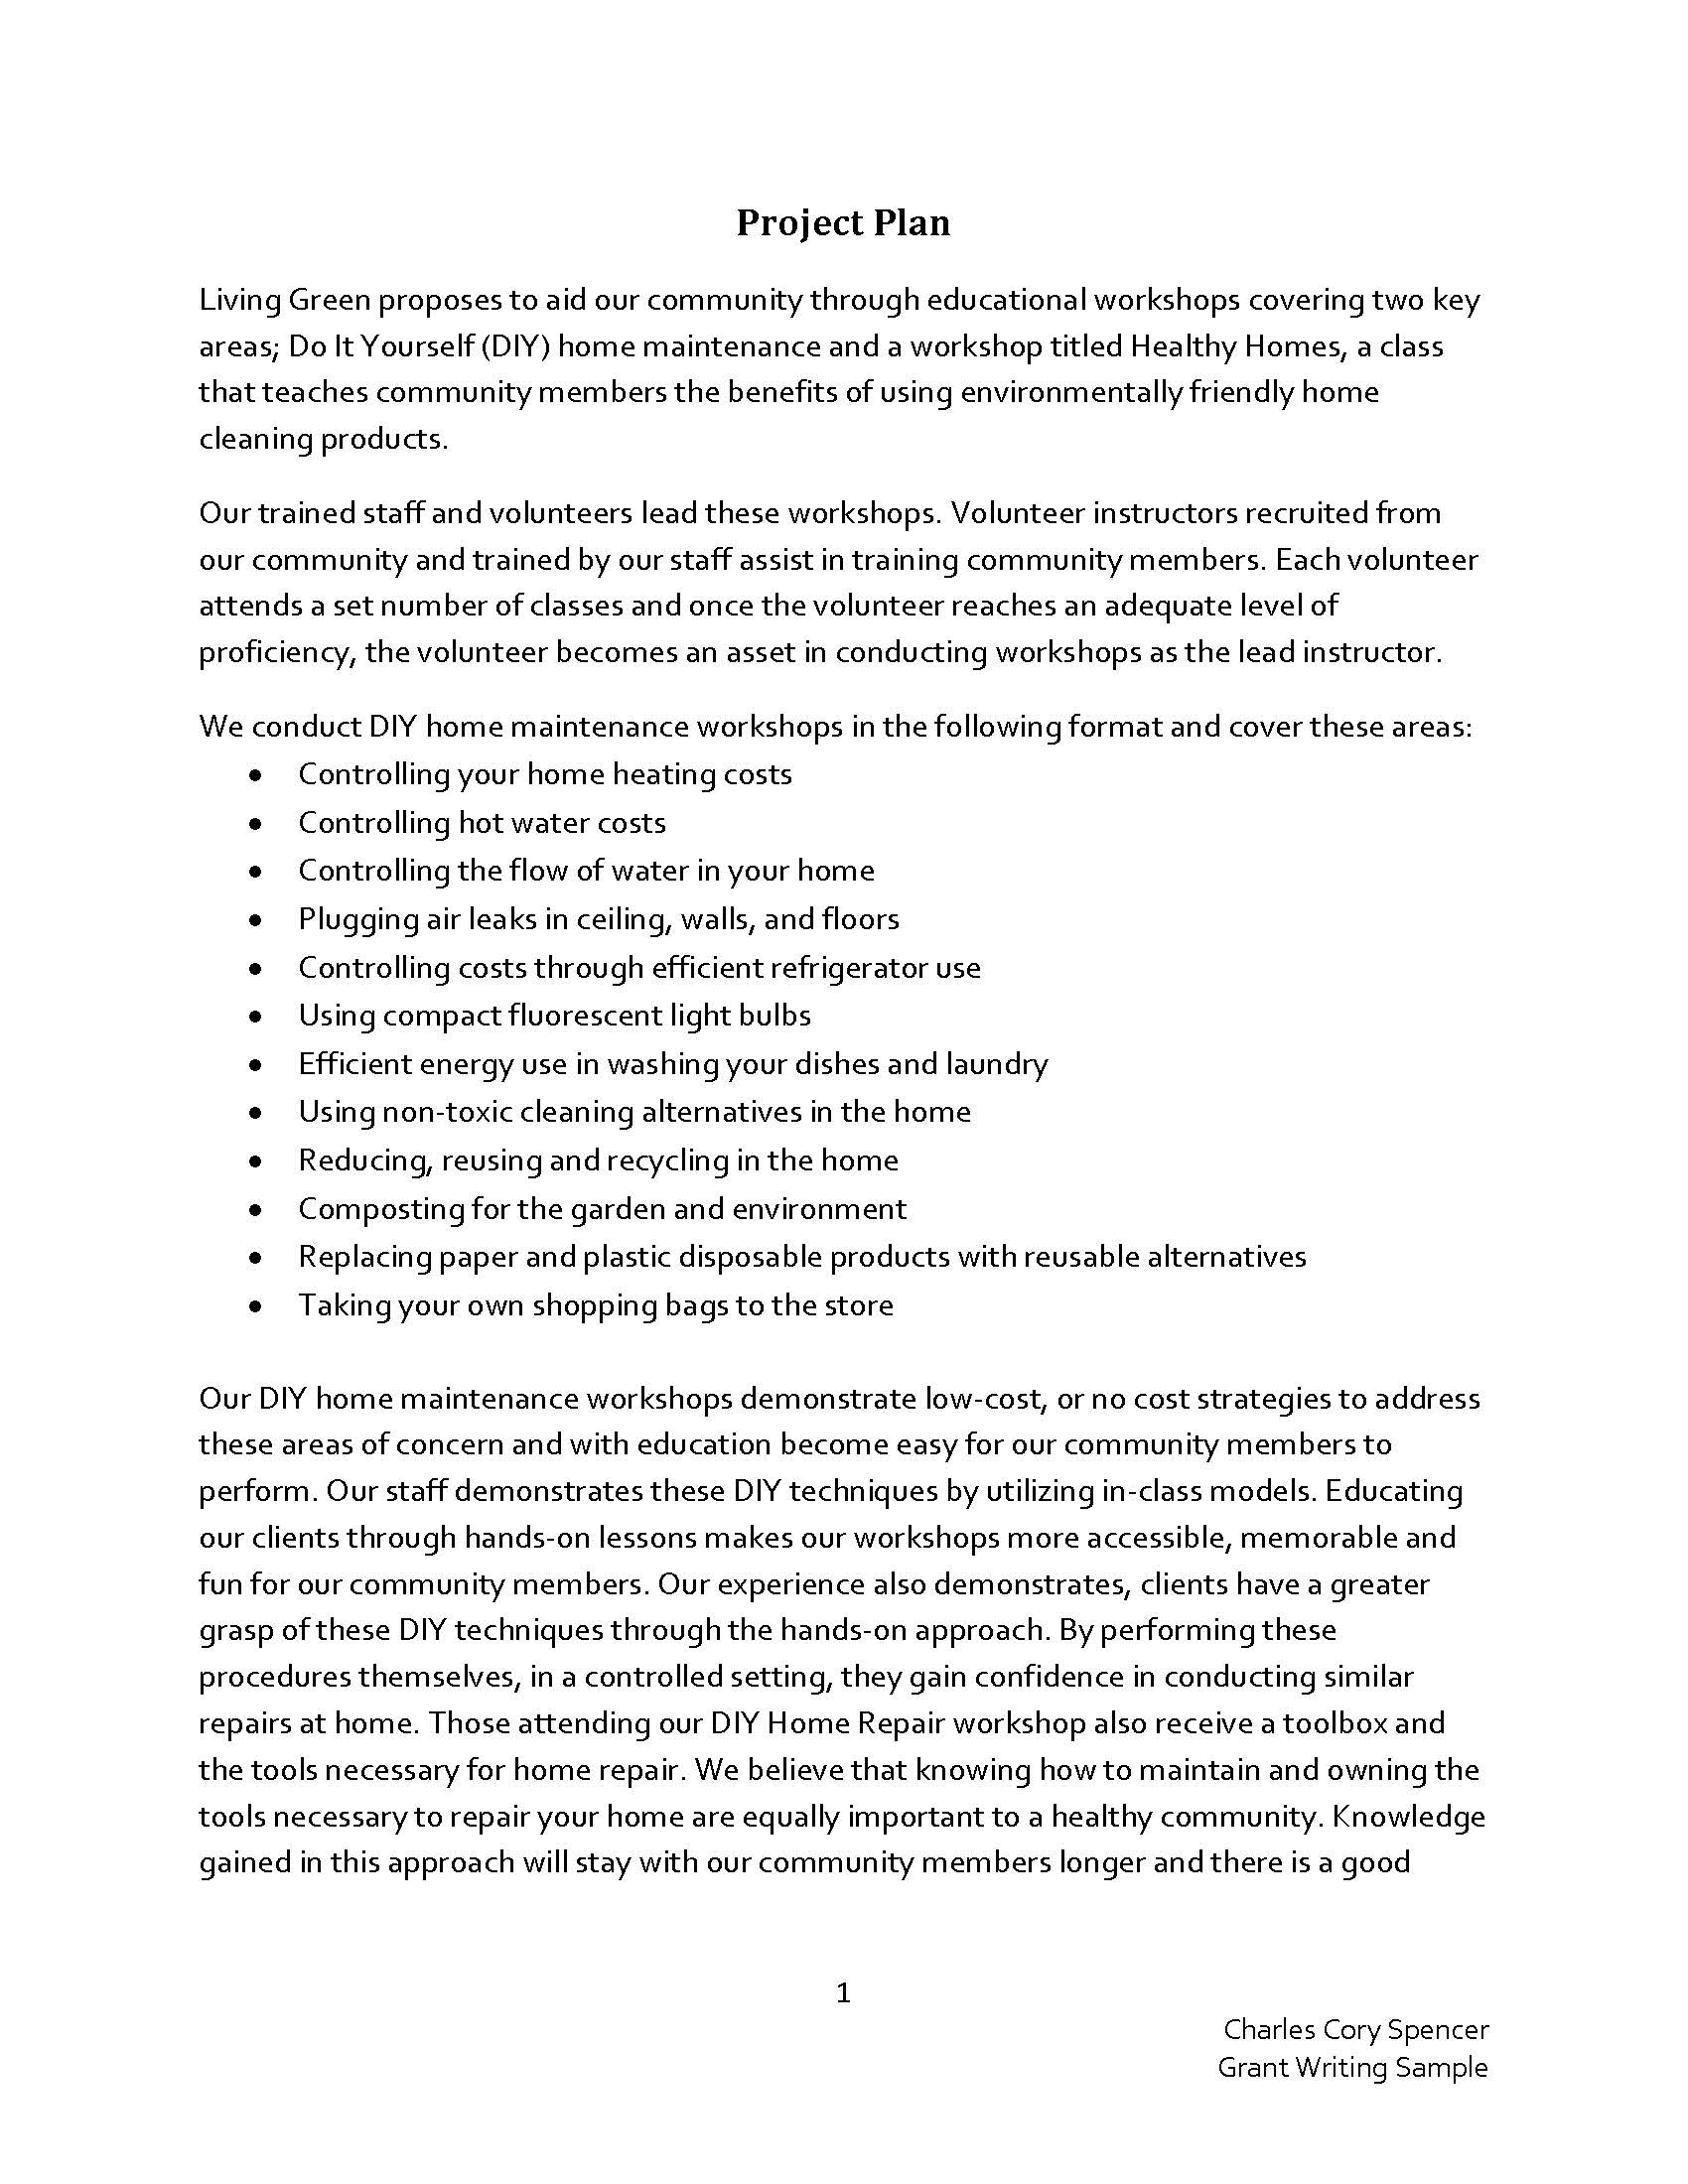 Project Plan
Living Green proposes to aid our community through educational workshops covering two key
areas; Do It Yourself (DIY) home maintenance and a workshop titled Healthy Homes, a class
that teaches community members the benefits of using environmentally friendly home
cleaning products.
Our trained staff and volunteers lead these workshops. Volunteer instructors recruited from
our community and trained by our staff assist in training community members. Each volunteer
attends a set number of classes and once the volunteer reaches an adequate level of
proficiency, the volunteer becomes an asset in conducting workshops as the lead instructor.
We conduct DIY home maintenance workshops in the following format and cover these areas:
• Controlling your home heating costs
• Controlling hot water costs
• Controlling the flow of water in your home
• Plugging air leaks in ceiling, walls, and floors
• Controlling costs through efficient refrigerator use
• Using compact fluorescent light bulbs
• Efficient energy use in washing your dishes and laundry
• Using non-toxic cleaning alternatives in the home
• Reducing, reusing and recycling in the home
• Composting for the garden and environment
• Replacing paper and plastic disposable products with reusable alternatives
• Taking your own shopping bags to the store
Our DIY home maintenance workshops demonstrate low-cost, or no cost strategies to address
these areas of concern and with education become easy for our community members to
perform. Our staff demonstrates these DIY techniques by utilizing in-class models. Educating
our clients through hands-on lessons makes our workshops more accessible, memorable and
fun for our community members. Our experience also demonstrates, clients have a greater
grasp of these DIY techniques through the hands-on approach. By performing these
procedures themselves, in a controlled setting, they gain confidence in conducting similar
repairs at home. Those attending our DIY Home Repair workshop also receive a toolbox and
the tools necessary for home repair. We believe that knowing how to maintain and owning the
tools necessary to repair your home are equally important to a healthy community. Knowledge
gained in this approach will stay with our community members longer and there is a good
1
Charles Cory Spencer
Grant Writing Sample